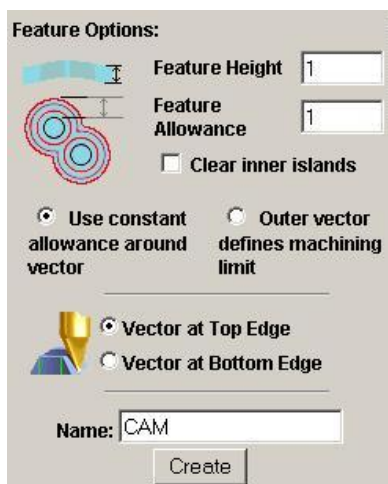 Feature Options:
Feature Height 1
Feature
Allowance 1
Clear inner islands
Use constant
allowance around
vector
Outer vector
defines machining
limit
Vector at Top Edge
Vector at Bottom Edge
Name: CAM
Create